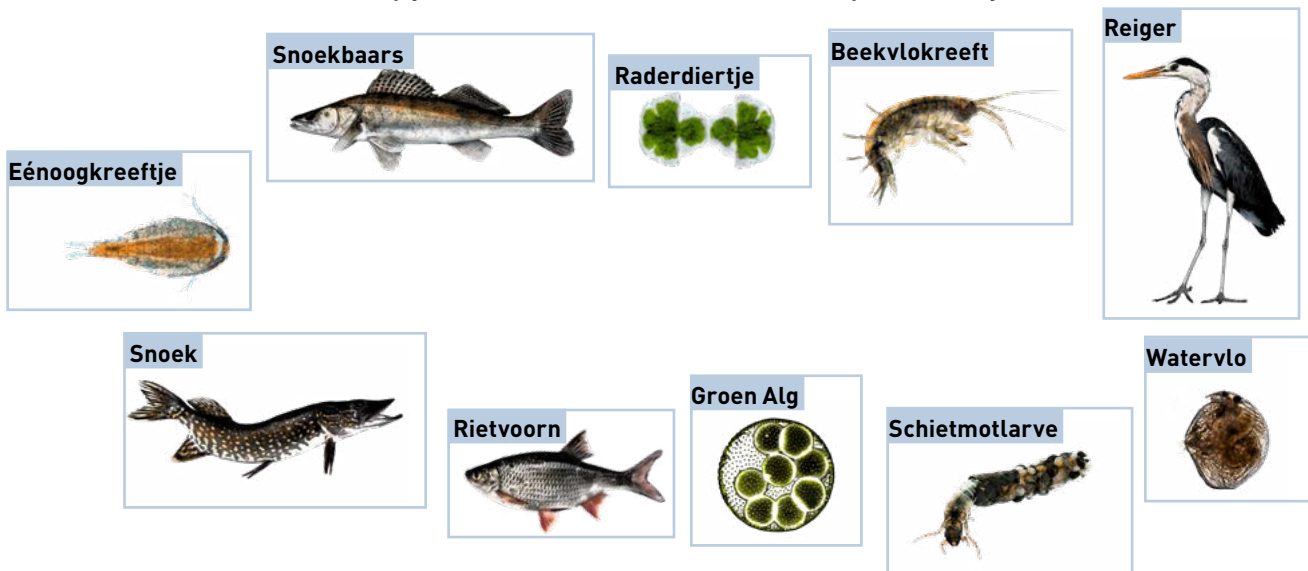 Reiger
Snoekbaars
Beekvlokreeft
Raderdiertje
Eénoogkreeftje
Snoek
Watervlo
Groen Alg
Rietvoorn
Schietmotlarve